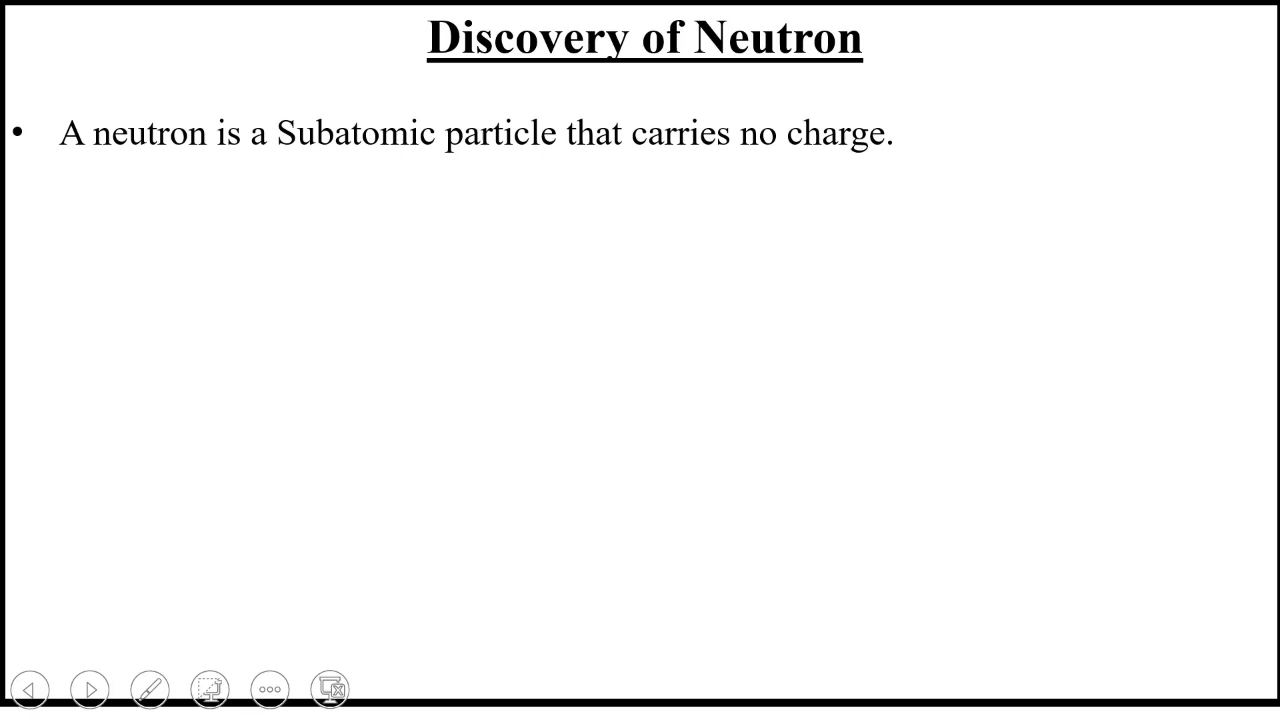 Discovery of Neutron
• A neutron is a Subatomic particle that carries no charge.